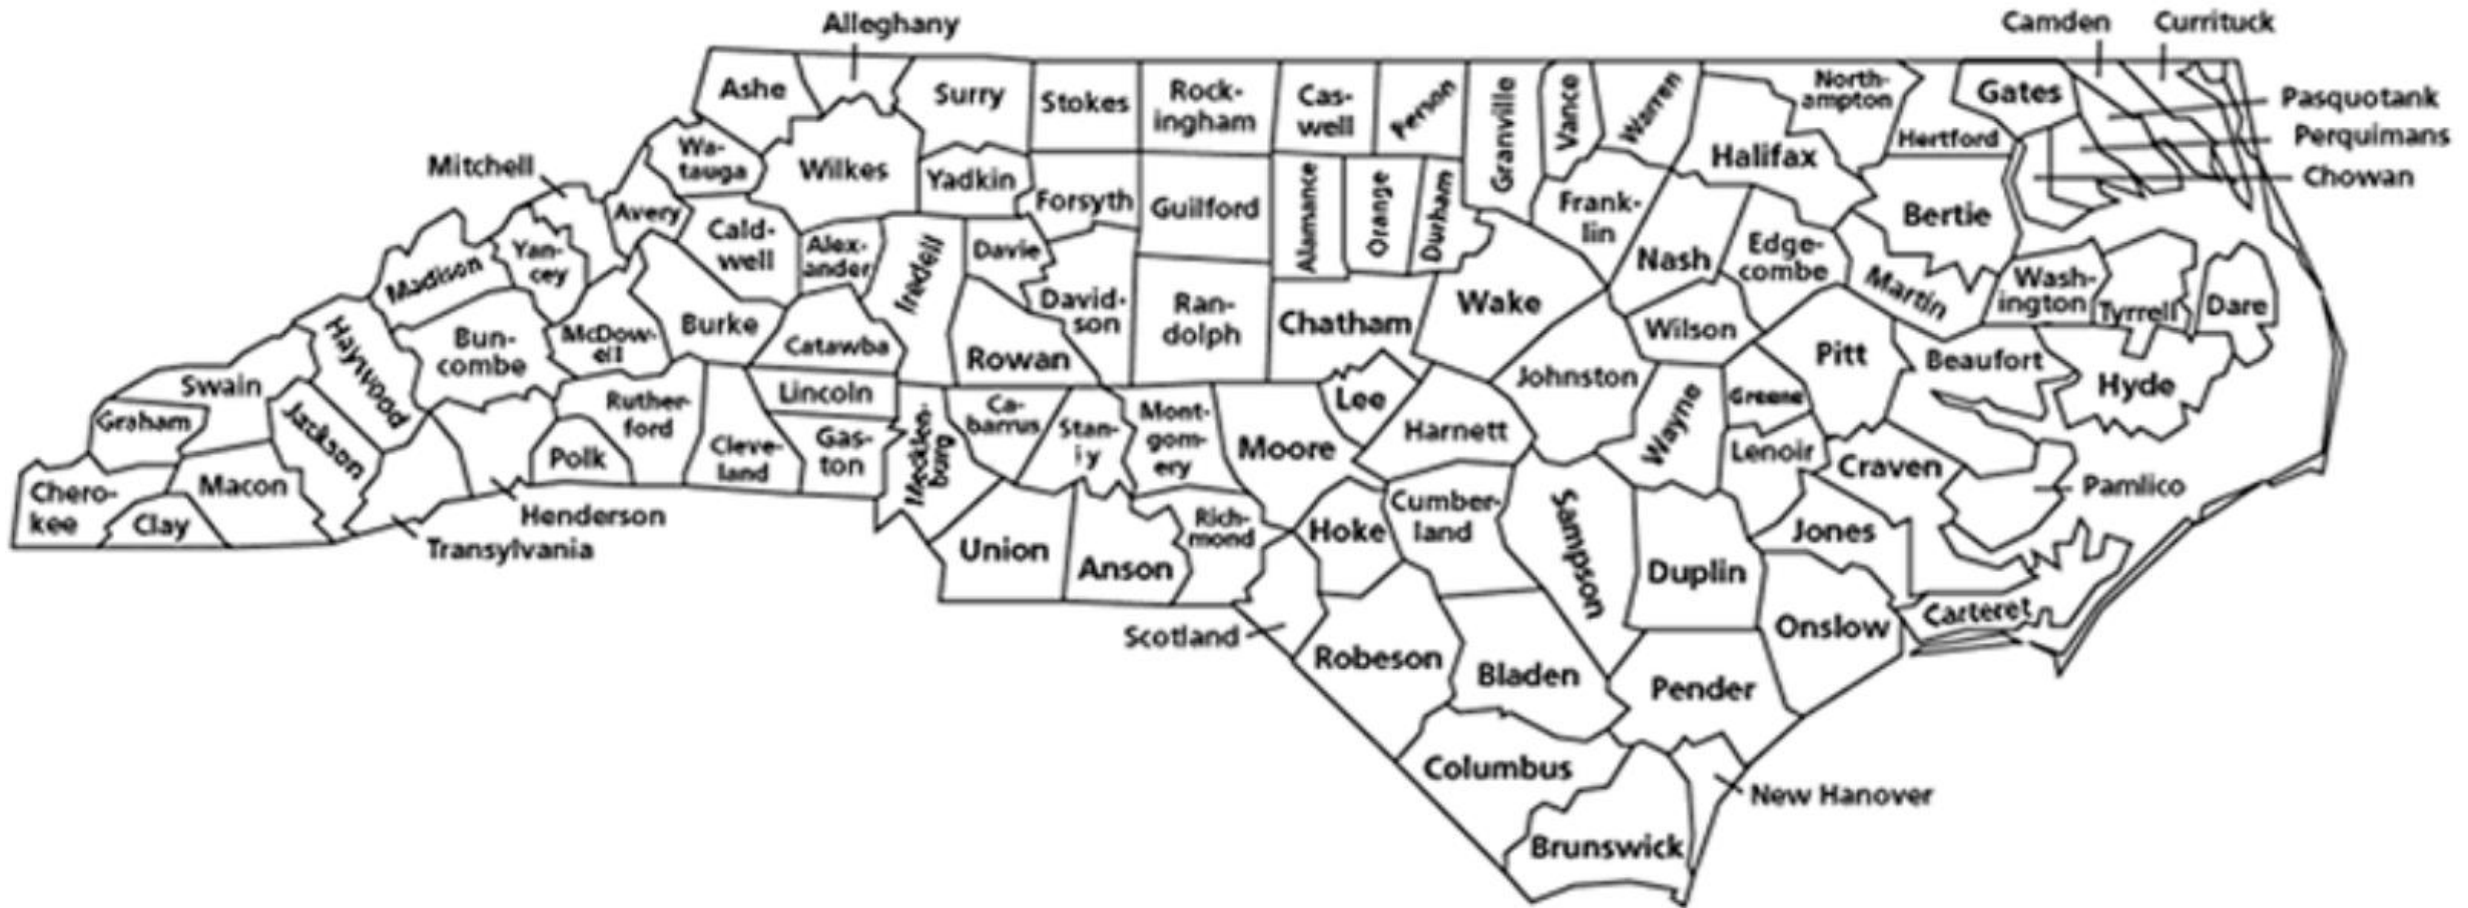 Alleghany
Camden
Currituck
Ashe
Surry
Stokes
Rock-
ingham
Cas-
well
Person
Granville
Vance
Warren
North-
ampton
Gates
Pasquotank
Perquimans
Chowan
Hertford
Halifax
Mitchell
Wa-
tauga
Wilkes
Yadkin
Forsyth
Guilford
Alamance
Orange
Durham
Frank-
lin
Nash
Edge-
combe
Bertie
Martin
Wash-
ington
Tyrrell
Dare
Madison
Yan-
cey
Avery
Cald-
well
Alex-
ander
Iredell
Davie
David-
son
Ran-
dolph
Chatham
Wake
Wilson
Pitt
Beaufort
Hyde
Haywood
Bun-
combe
McDow-
ell
Burke
Catawba
Rowan
Swain
Graham
Jackson
Ruther-
ford
Polk
Cleve-
land
Lincoln
Gas-
ton
Mecklen-
burg
Ca-
barrus
Stan-
ly
Mont-
gom-
ery
Moore
Lee
Harnett
Johnston
Wayne
Greene
Lenoir
Craven
Pamlico
Chero-
kee
Clay
Macon
Henderson
Transylvania
Union
Anson
Rich-
mond
Hoke
Cumber-
land
Sampson
Duplin
Jones
Onslow
Carteret
Scotland
Robeson
Bladen
Pender
Columbus
New Hanover
Brunswick